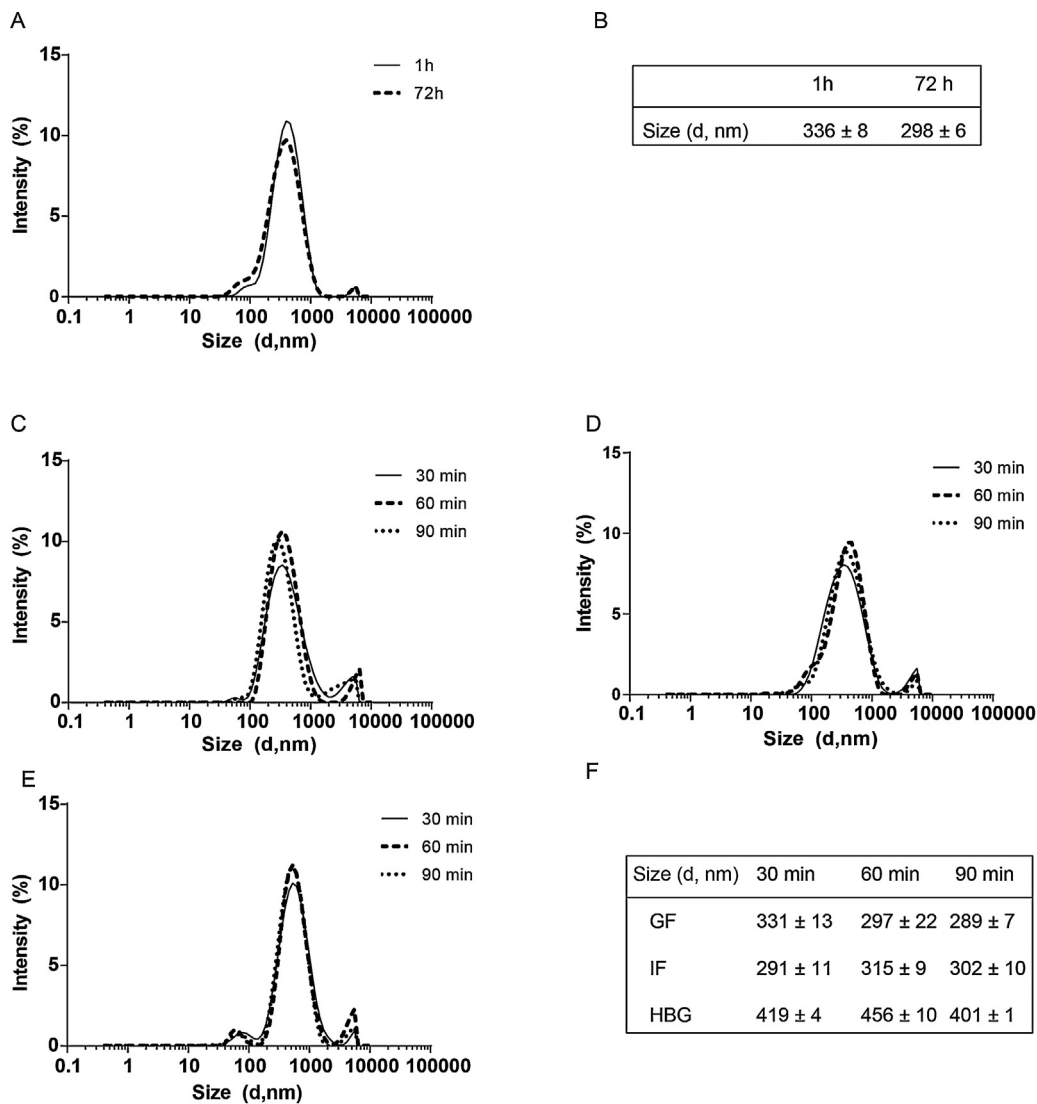 A
15
10
5
0
Intensity (%)
1h
72h
0.1 1 10 100 1000 10000 100000
Size (d,nm)
B
1h 72 h
Size (d, nm) 336 ± 8 298 ± 6
C
15
10
5
0
Intensity (%)
30 min
60 min
90 min
0.1 1 10 100 1000 10000 100000
Size (d,nm)
D
15
10
5
0
Intensity (%)
30 min
60 min
90 min
0.1 1 10 100 1000 10000 100000
Size (d,nm)
E
15
10
5
0
Intensity (%)
30 min
60 min
90 min
0.1 1 10 100 1000 10000 100000
Size (d,nm)
F
Size (d, nm) 30 min 60 min 90 min
GF 331 ± 13 297 ± 22 289 ± 7
IF 291 ± 11 315 ± 9 302 ± 10
HBG 419 ± 4 456 ± 10 401 ± 1